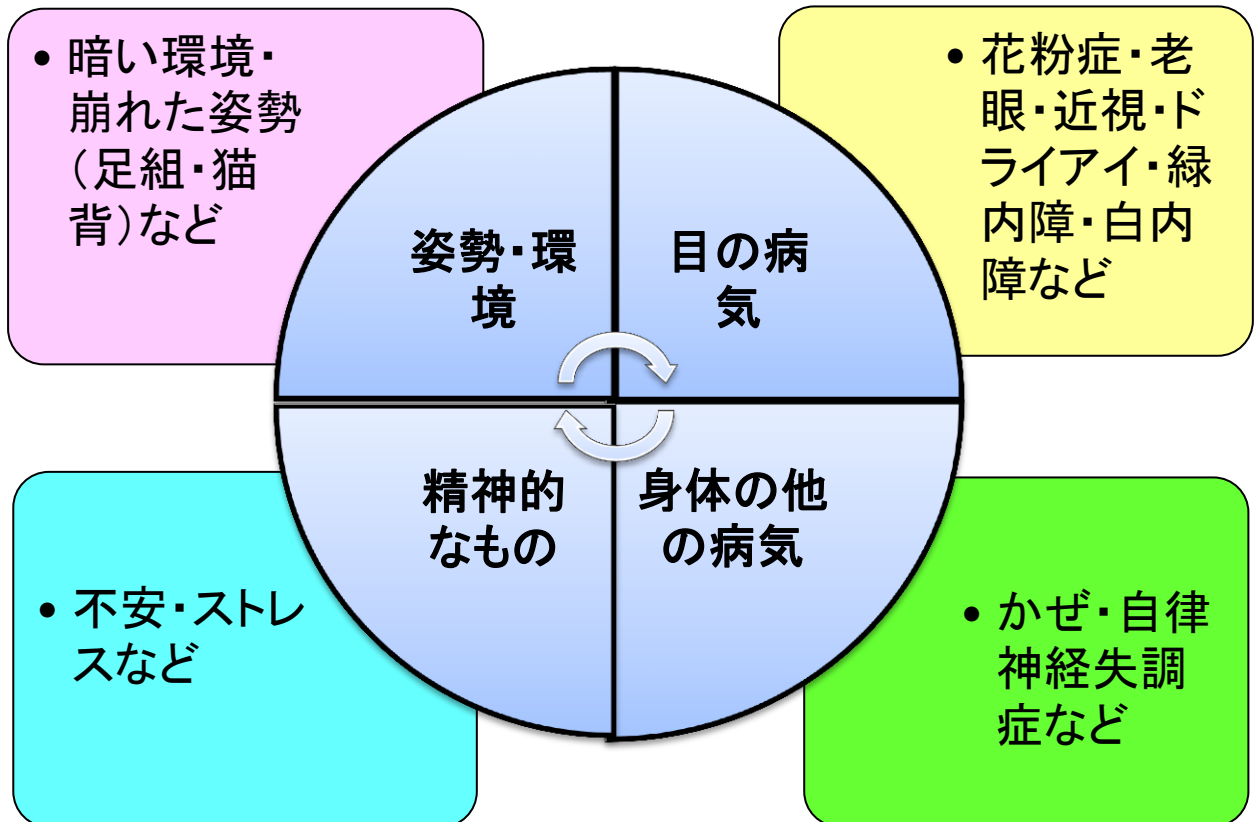 • 暗い環境・
崩れた姿勢
（足組・猫
背）など
• 花粉症・老
眼・近視・ド
ライアイ・緑
内障・白内
障など
姿勢・環
境
目の病
気
精神的
なもの
身体の他
の病気
• 不安・ストレ
スなど
• かぜ・自律
神経失調
症など